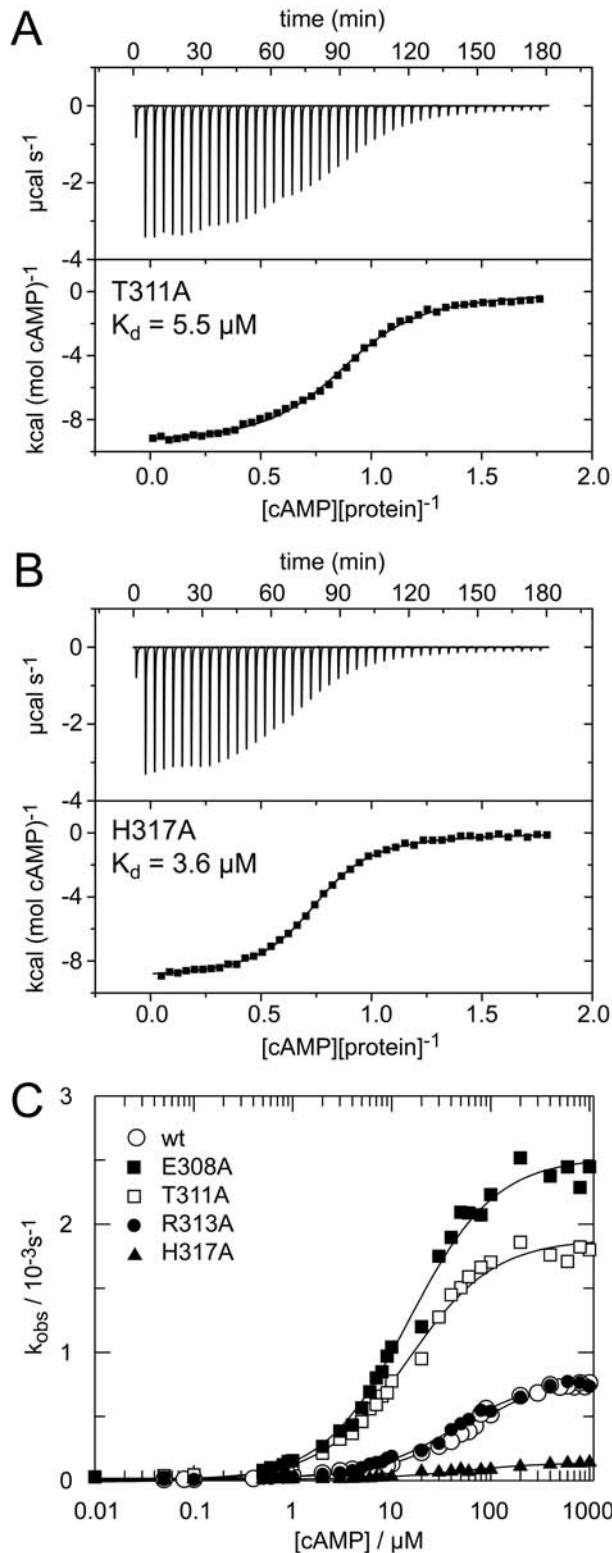 A
time (min)
0 30 60 90 120 150 180
0
-2
-4
µcal s-1
0
-4
-8
kcal (mol cAMP)-1
T311A
Kd = 5.5 µM
0.0 0.5 1.0 1.5 2.0
[cAMP][protein]-1
B
time (min)
0 30 60 90 120 150 180
0
-2
-4
µcal s-1
0
-4
-8
kcal (mol cAMP)-1
H317A
Kd = 3.6 µM
0.0 0.5 1.0 1.5 2.0
[cAMP][protein]-1
C
3
2
1
0
kobs / 10-3s-1
wt
E308A
T311A
R313A
H317A
0.01 0.1 1 10 100 1000
[cAMP] / µM